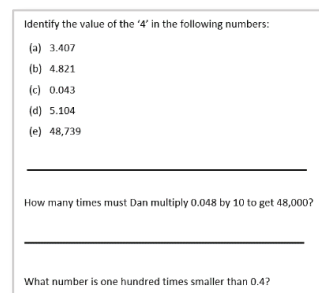 Identify the value of the ‘4’ in the following numbers:
(a) 3.407
(b) 4.821
(c) 0.043
(d) 5.104
(e) 48,739
How many times must Dan multiply 0.048 by 10 to get 48,000?
What number is one hundred times smaller than 0.4?